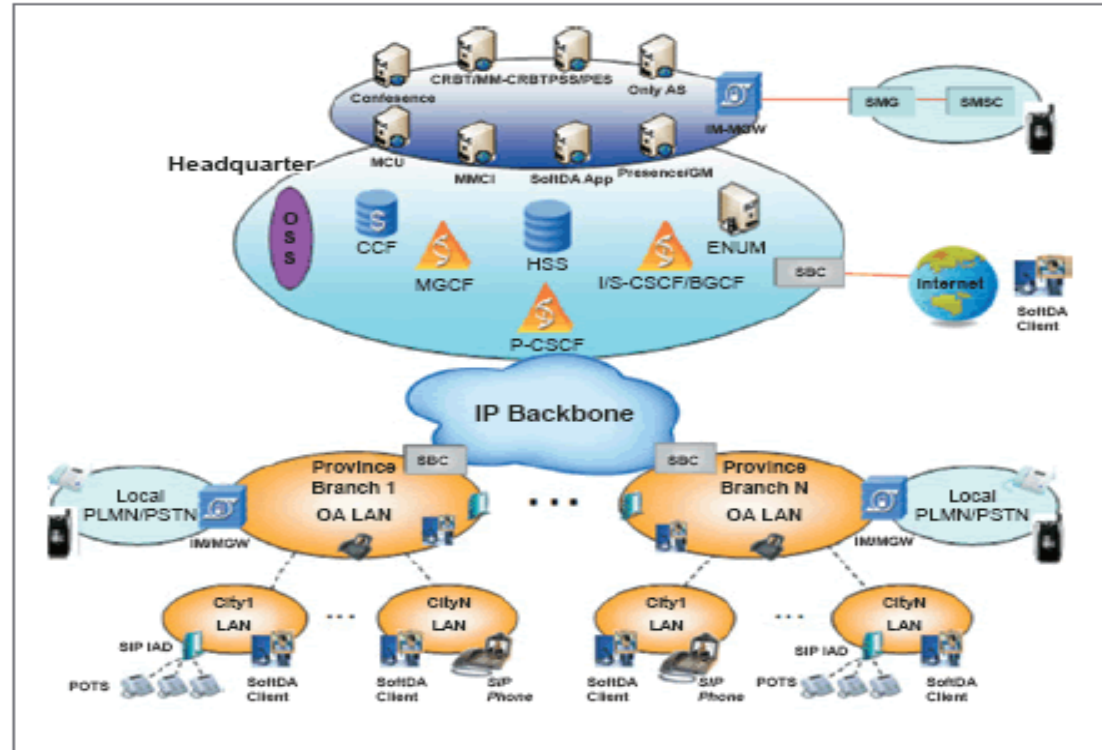 CRBT/MM-CRBTPSS/PES
Only AS
Confesence
IM-MGW
SMG
SMSC
Headquarter
MCU
MMCI
SoftDA App
Presence/GM
OSS
CCF
MGCF
HSS
I/S-CSCF/BGCF
ENUM
SBC
Internet
SoftDA
Client
P-CSCF
IP Backbone
SBC
SBC
Province
Branch 1
OA LAN
...
Province
Branch N
OA LAN
Local
PLMN/PSTN
IM/MGW
IM/MGW
Local
PLMN/PSTN
City1
LAN
...
CityN
LAN
City1
LAN
...
CityN
LAN
SIP IAD
POTS
SoftDA
Client
SoftDA
Client
SIP
Phone
SoftDA
Client
SIP
Phone
SIP IAD
POTS
SoftDA
Client